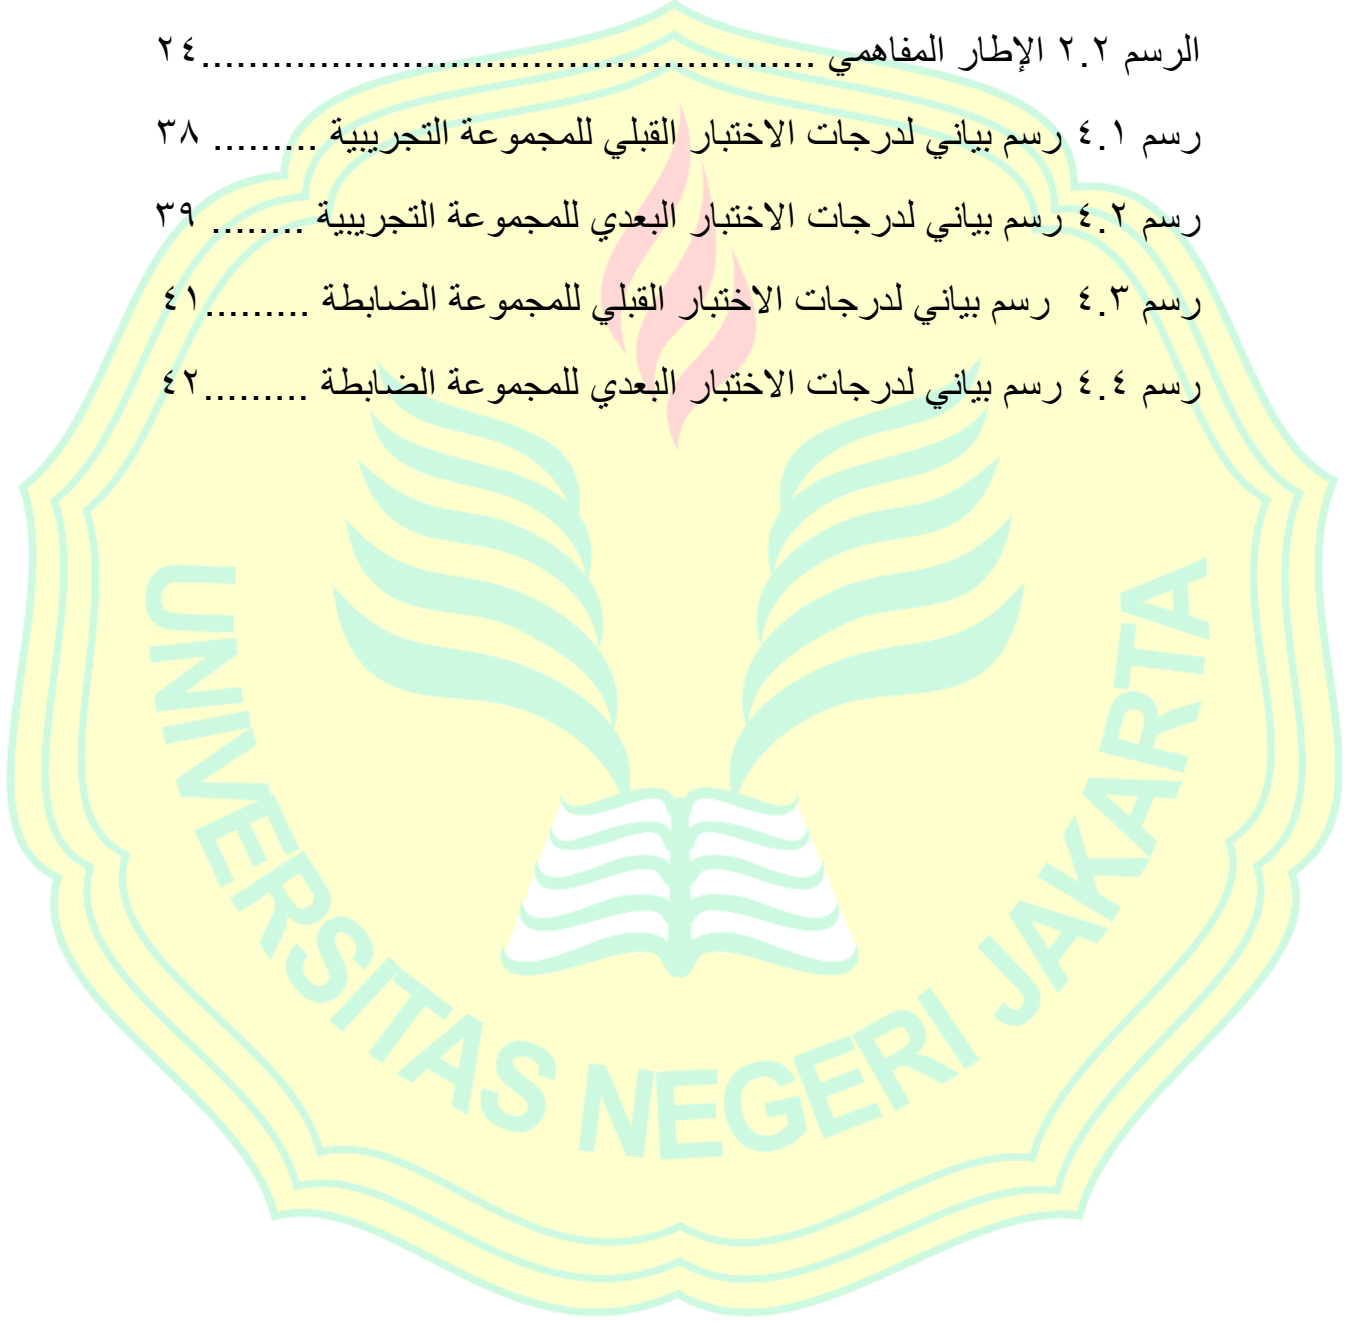 الرسم ٢.٢ الإطار المفاهمي ....................................................٢٤
رسم ٤.١ رسم بياني لدرجات الاختبار القبلي للمجموعة التجريبية ......... ٣٨
رسم ٤.٢ رسم بياني لدرجات الاختبار البعدي للمجموعة التجريبية ........ ٣٩
رسم ٤.٣ رسم بياني لدرجات الاختبار القبلي للمجموعة الضابطة .........٤١
رسم ٤.٤ رسم بياني لدرجات الاختبار البعدي للمجموعة الضابطة .........٤٢
UNIVERSITAS NEGERI JAKARTA